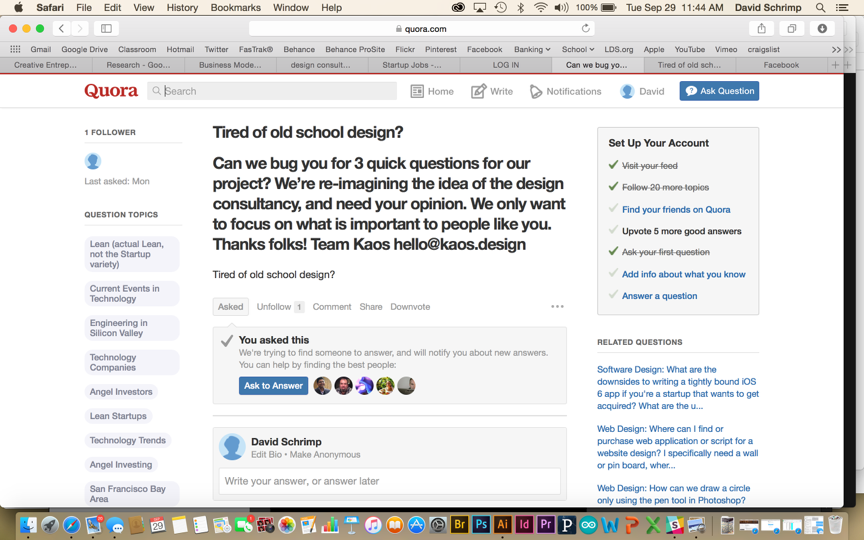 Safari File Edit View History Bookmarks Window Help 100% Tue Sep 29 11:44 AM David Schrimp
quora.com
Gmail Google Drive Classroom Hotmail Twitter FasTrak® Behance Behance ProSite Flickr Pinterest Facebook Banking School LDS.org Apple YouTube Vimeo craigslist
Creative Entrep... Research - Goo... Business Mode... design consult... Startup Jobs -... LOG IN Can we bug yo... Tired of old sch... Facebook
Quora Search Home Write Notifications David Ask Question
1 FOLLOWER
Last asked: Mon
QUESTION TOPICS
Lean (actual Lean,
not the Startup
variety)
Current Events in
Technology
Engineering in
Silicon Valley
Technology
Companies
Angel Investors
Lean Startups
Technology Trends
Angel Investing
San Francisco Bay
Area
Tired of old school design?
Can we bug you for 3 quick questions for our
project? We're re-imagining the idea of the design
consultancy, and need your opinion. We only want
to focus on what is important to people like you.
Thanks folks! Team Kaos hello@kaos.design
Tired of old school design?
Asked Unfollow 1 Comment Share Downvote
You asked this
We're trying to find someone to answer, and will notify you about new answers.
You can help by finding the best people:
Ask to Answer
David Schrimp
Edit Bio • Make Anonymous
Write your answer, or answer later
Set Up Your Account
Visit your feed
Follow 20 more topics
Find your friends on Quora
Upvote 5 more good answers
Ask your first question
Add info about what you know
Answer a question
RELATED QUESTIONS
Software Design: What are the
downsides to writing a tightly bound iOS
6 app if you're a startup that wants to get
acquired? What are the u...
Web Design: Where can I find or
purchase web application or script for a
website design? I specifically need a wall
or pin board, wher...
Web Design: How can we draw a circle
only using the pen tool in Photoshop?
29 Br Ps Ai Id Pr P W P X